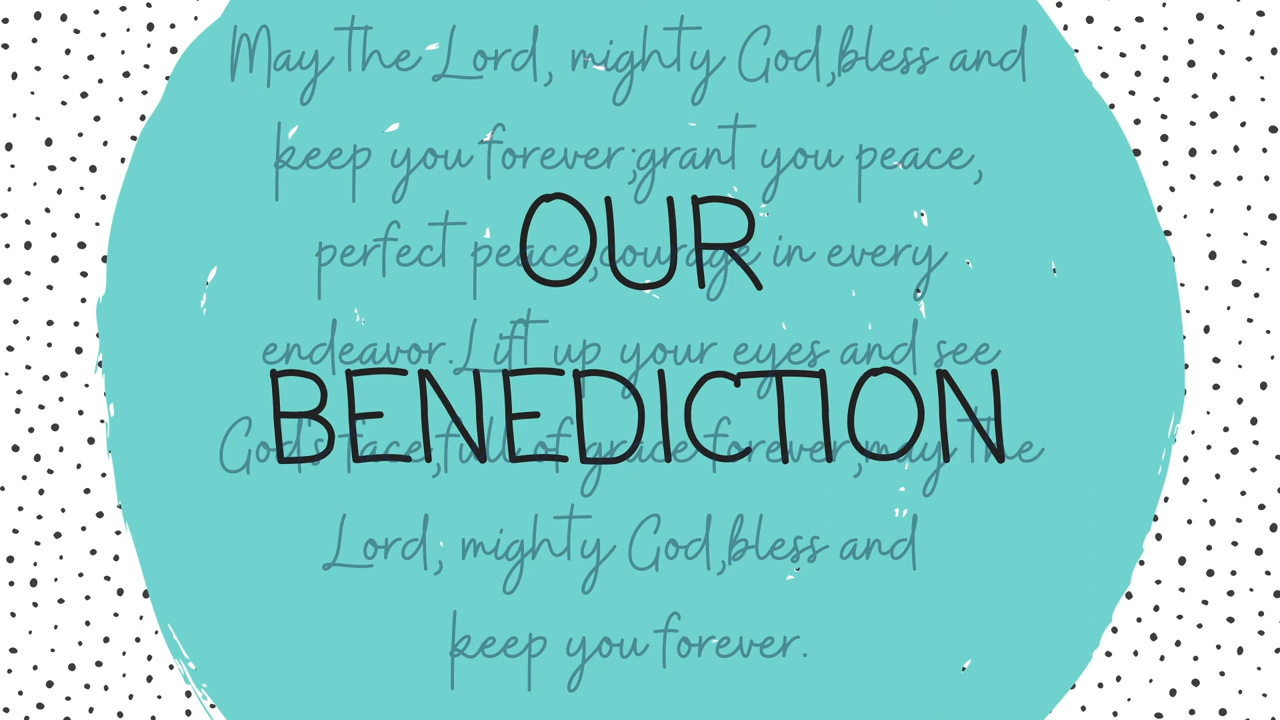 May the Lord, mighty God,bless and
keep you forever;grant you peace,
perfect peace,courage in every
endeavor.Lift up your eyes and see
God's face,full of grace forever,may the
Lord, mighty God,bless and
keep you forever.
OUR
BENEDICTION